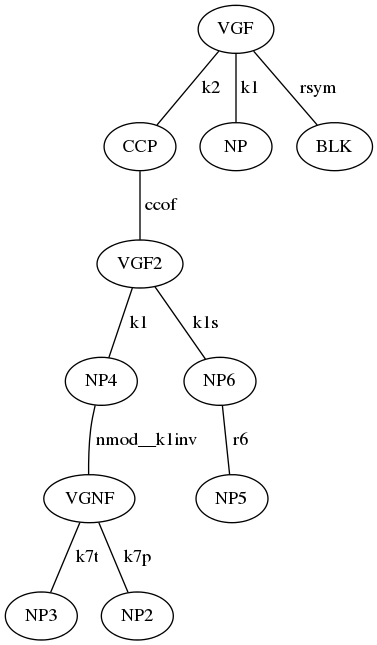 VGF
k2 k1 rsym
CCP NP BLK
ccof
VGF2
k1 k1s
NP4 NP6
nmod__k1inv r6
VGNF NP5
k7t k7p
NP3 NP2